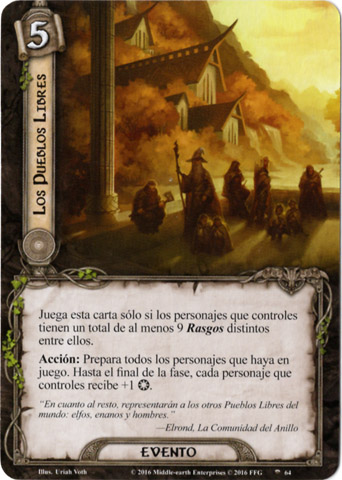 5
Los Pueblos Libres
Juega esta carta sólo si los personajes que controles
tienen un total de al menos 9 Rasgos distintos
entre ellos.
Acción: Prepara todos los personajes que haya en
juego. Hasta el final de la fase, cada personaje que
controles recibe +1
“En cuanto al resto, representarán a los otros Pueblos Libres del
mundo: elfos, enanos y hombres.”
—Elrond, La Comunidad del Anillo
EVENTO
Illus. Uriah Voth
© 2016 Middle-earth Enterprises © 2016 FFG
64